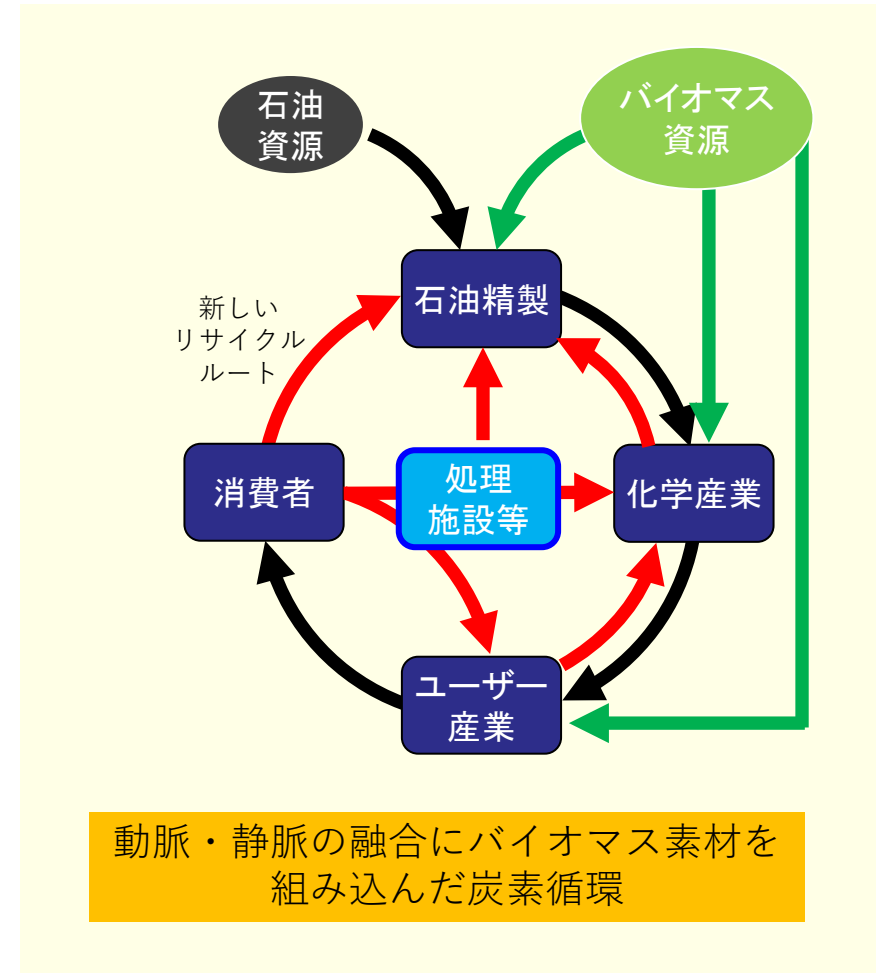 石油
資源
バイオマス
資源
石油精製
新しい
リサイクル
ルート
消費者
処理
施設等
化学産業
ユーザー
産業
動脈・静脈の融合にバイオマス素材を
組み込んだ炭素循環